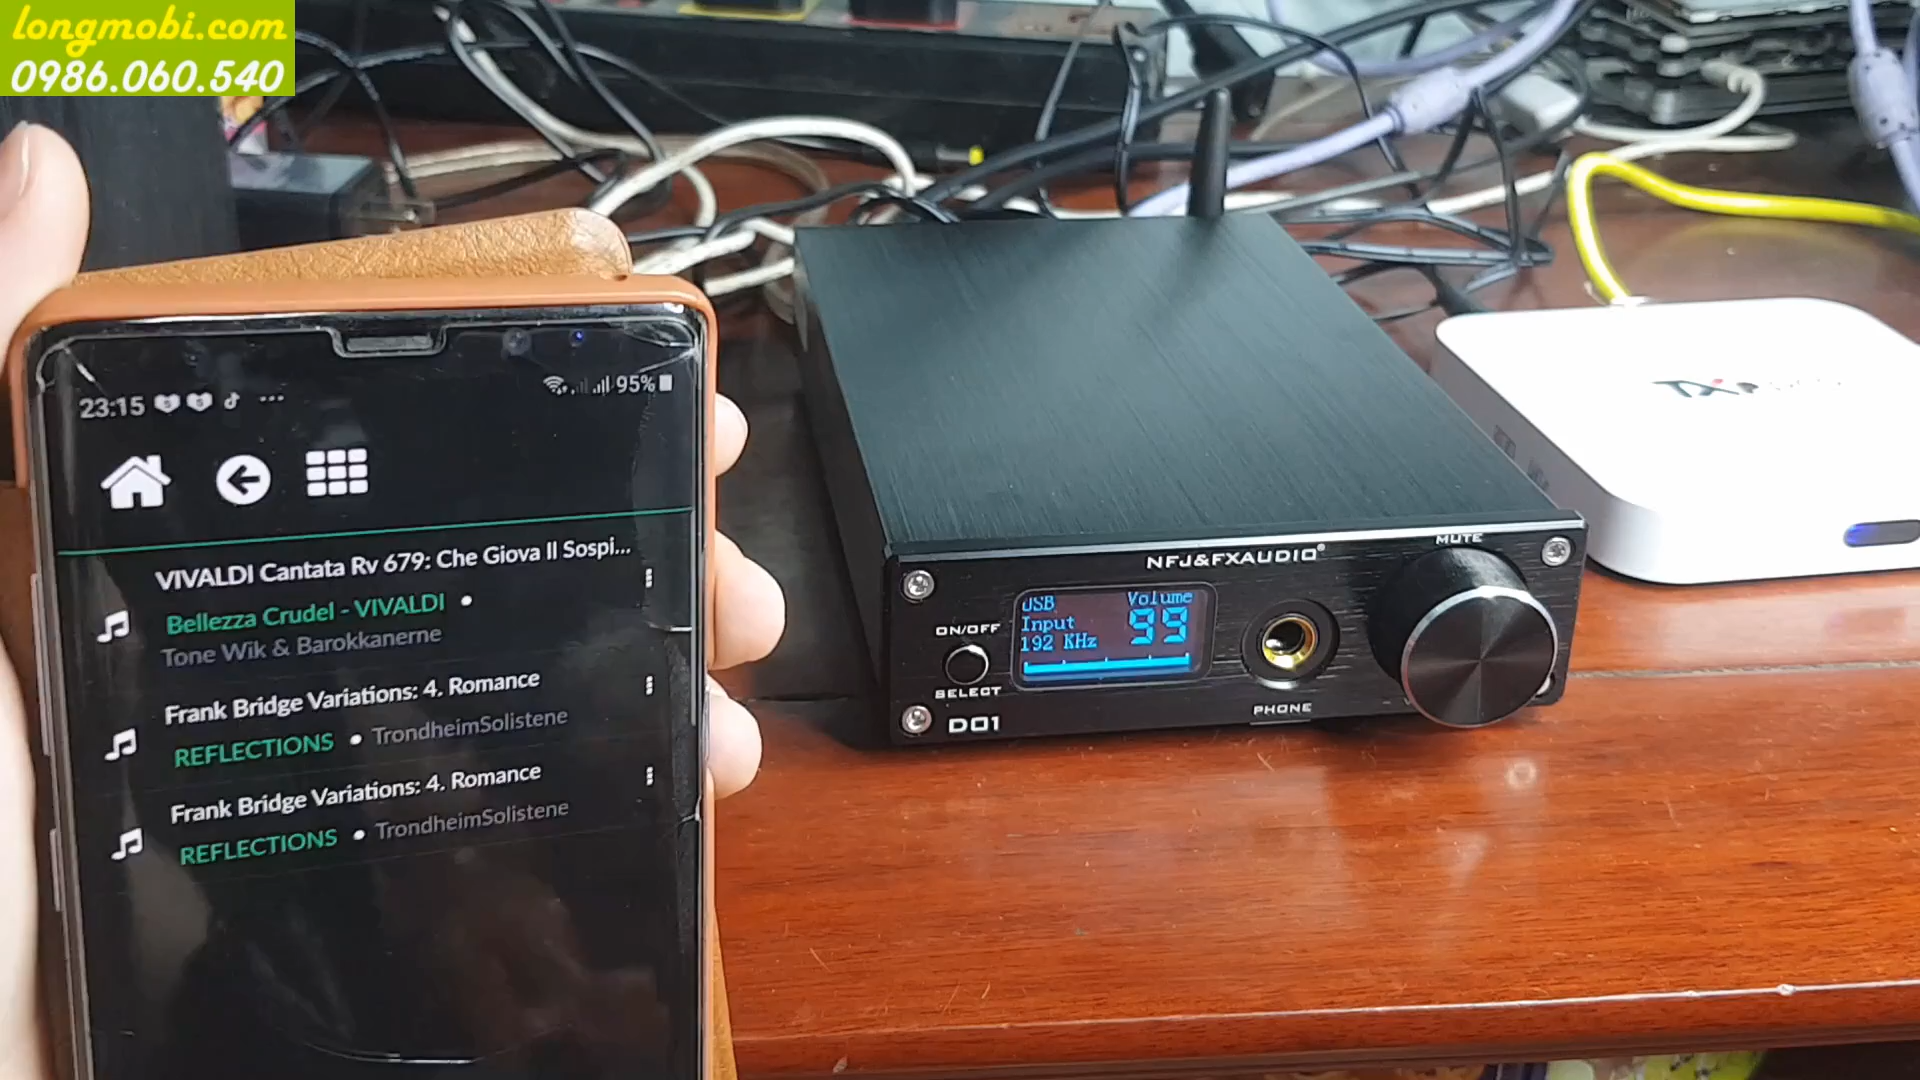 longmobi.com
0986.060.540
23:15
95%
VIVALDI Cantata Rv 679: Che Giova Il Sospi...
Bellezza Crudel - VIVALDI •
Tone Wik & Barokkanerne
Frank Bridge Variations: 4. Romance
REFLECTIONS • TrondheimSolistene
Frank Bridge Variations: 4. Romance
REFLECTIONS • TrondheimSolistene
NFJ&FXAUDIO®
MUTE
ON/OFF
SELECT
D01
USB
Input
192 KHz
Volume
99
PHONE